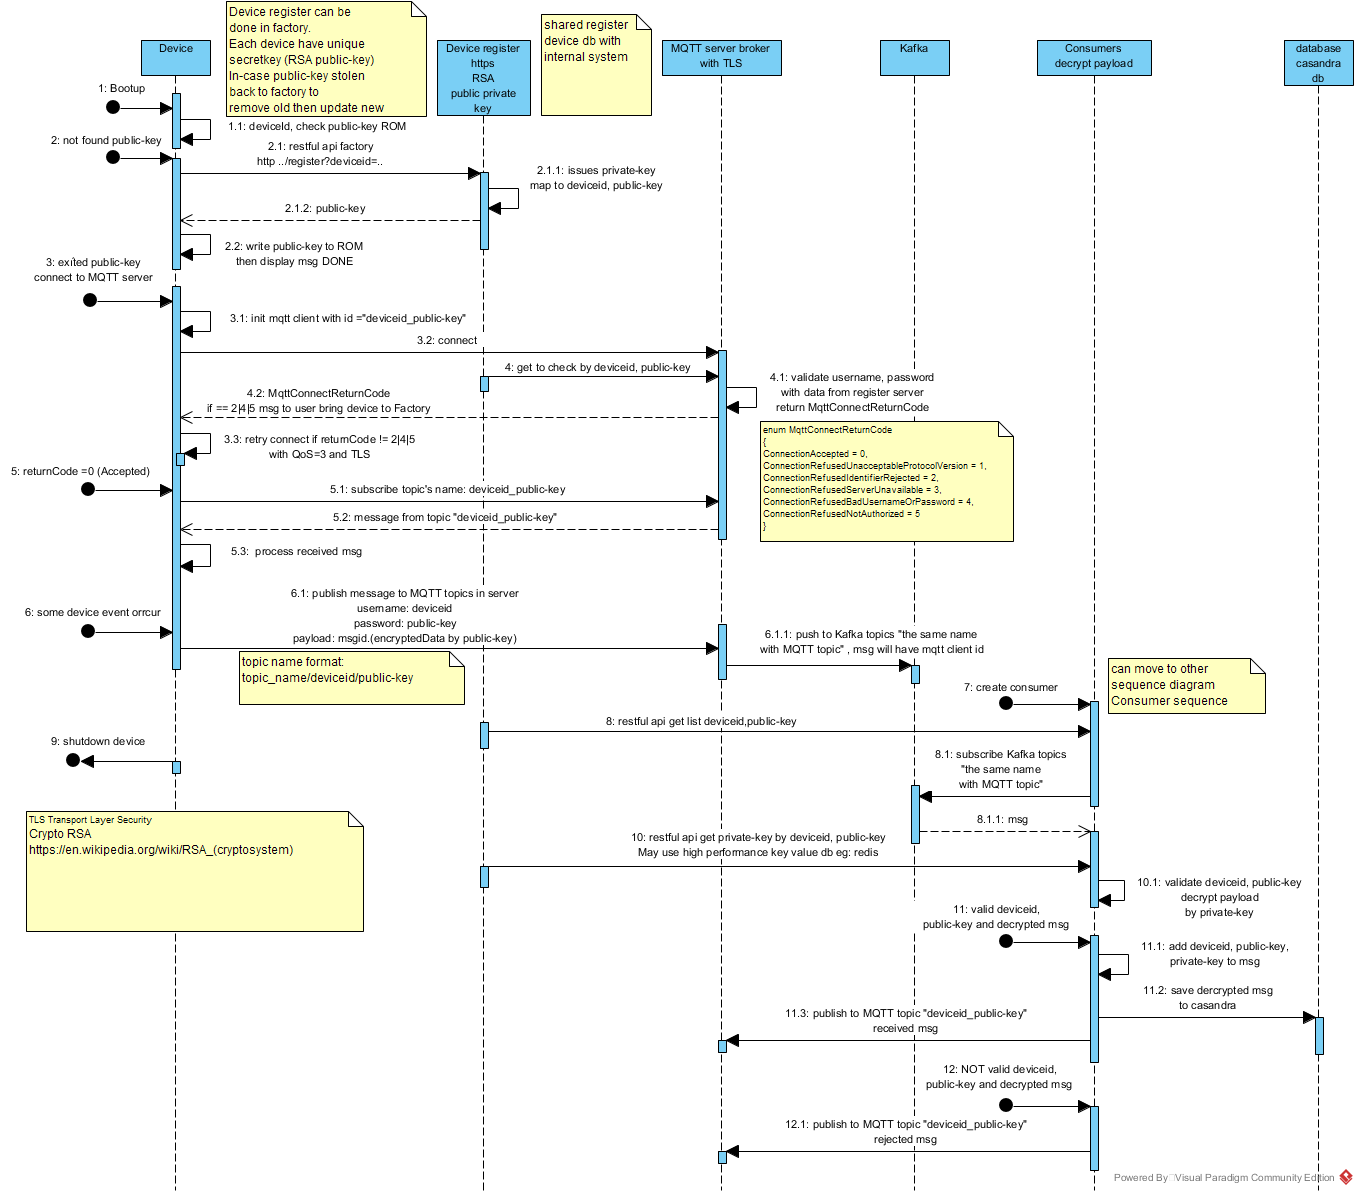 Device register can be
done in factory.
Each device have unique
secretkey (RSA public-key)
In-case public-key stolen
back to factory to
remove old then update new
shared register
device db with
internal system
Device
Device register
https
RSA
public private
key
MQTT server broker
with TLS
Kafka
Consumers
decrypt payload
database
casandra
db
1: Bootup
1.1: deviceId, check public-key ROM
2: not found public-key
2.1: restful api factory
http ../register?deviceid=..
2.1.1: issues private-key
map to deviceid, public-key
2.1.2: public-key
2.2: write public-key to ROM
then display msg DONE
3: exited public-key
connect to MQTT server
3.1: init mqtt client with id ="deviceid_public-key"
3.2: connect
4: get to check by deviceid, public-key
4.1: validate username, password
with data from register server
return MqttConnectReturnCode
4.2: MqttConnectReturnCode
if == 2|4|5 msg to user bring device to Factory
3.3: retry connect if returnCode != 2|4|5
with QoS=3 and TLS
enum MqttConnectReturnCode
{
ConnectionAccepted = 0,
ConnectionRefusedUnacceptableProtocolVersion = 1,
ConnectionRefusedIdentifierRejected = 2,
ConnectionRefusedServerUnavailable = 3,
ConnectionRefusedBadUsernameOrPassword = 4,
ConnectionRefusedNotAuthorized = 5
}
5: returnCode =0 (Accepted)
5.1: subscribe topic's name: deviceid_public-key
5.2: message from topic "deviceid_public-key"
5.3:  process received msg
6: some device event orrcur
6.1: publish message to MQTT topics in server
username: deviceid
password: public-key
payload: msgid.(encryptedData by public-key)
6.1.1: push to Kafka topics "the same name
with MQTT topic" , msg will have mqtt client id
topic name format:
topic_name/deviceid/public-key
can move to other
sequence diagram
Consumer sequence
7: create consumer
8: restful api get list deviceid,public-key
9: shutdown device
8.1: subscribe Kafka topics
"the same name
with MQTT topic"
8.1.1: msg
TLS Transport Layer Security
Crypto RSA
https://en.wikipedia.org/wiki/RSA_(cryptosystem)
10: restful api get private-key by deviceid, public-key
May use high performance key value db eg: redis
10.1: validate deviceid, public-key
decrypt payload
by private-key
11: valid deviceid,
public-key and decrypted msg
11.1: add deviceid, public-key,
private-key to msg
11.2: save dercrypted msg
to casandra
11.3: publish to MQTT topic "deviceid_public-key"
received msg
12: NOT valid deviceid,
public-key and decrypted msg
12.1: publish to MQTT topic "deviceid_public-key"
rejected msg
Powered By Visual Paradigm Community Edition